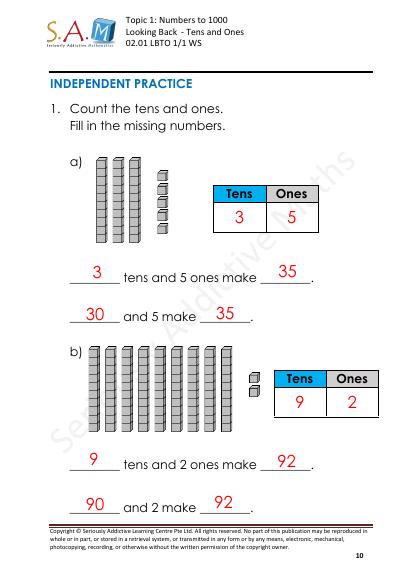 S.A.M
Seriously Addictive Mathematics
Topic 1: Numbers to 1000
Looking Back - Tens and Ones
02.01 LBTO 1/1 WS
INDEPENDENT PRACTICE
1. Count the tens and ones.
Fill in the missing numbers.
a)
Tens Ones
3 5
3 tens and 5 ones make 35.
30 and 5 make 35.
b)
Tens Ones
9 2
9 tens and 2 ones make 92.
90 and 2 make 92.
Seriously Addictive Maths
Copyright © Seriously Addictive Learning Centre Pte Ltd. All rights reserved. No part of this publication may be reproduced in
whole or in part, or stored in a retrieval system, or transmitted in any form or by any means, electronic, mechanical,
photocopying, recording, or otherwise without the written permission of the copyright owner.
10